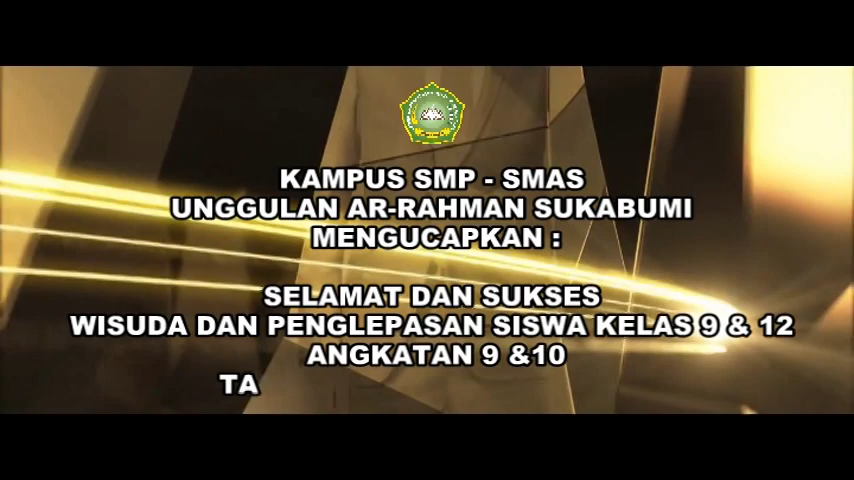 KAMPUS SMP - SMAS
UNGGULAN AR-RAHMAN SUKABUMI
MENGUCAPKAN :
SELAMAT DAN SUKSES
WISUDA DAN PENGLEPASAN SISWA KELAS 9 & 12
ANGKATAN 9 &10
TA